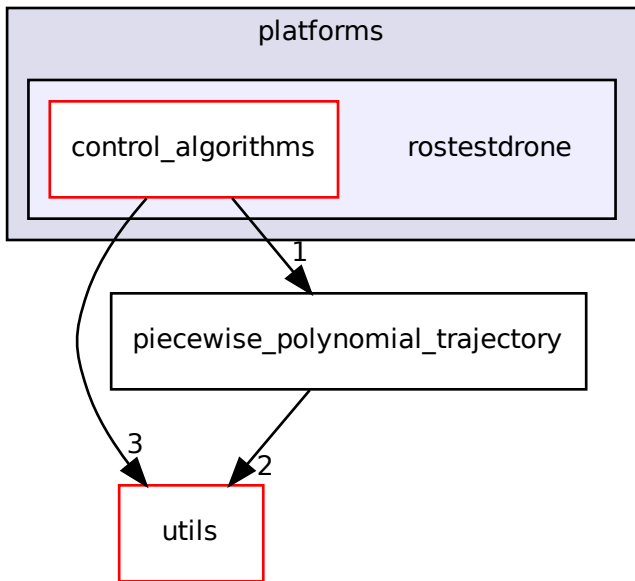 platforms
control_algorithms
rostestdrone
1
piecewise_polynomial_trajectory
3
2
utils